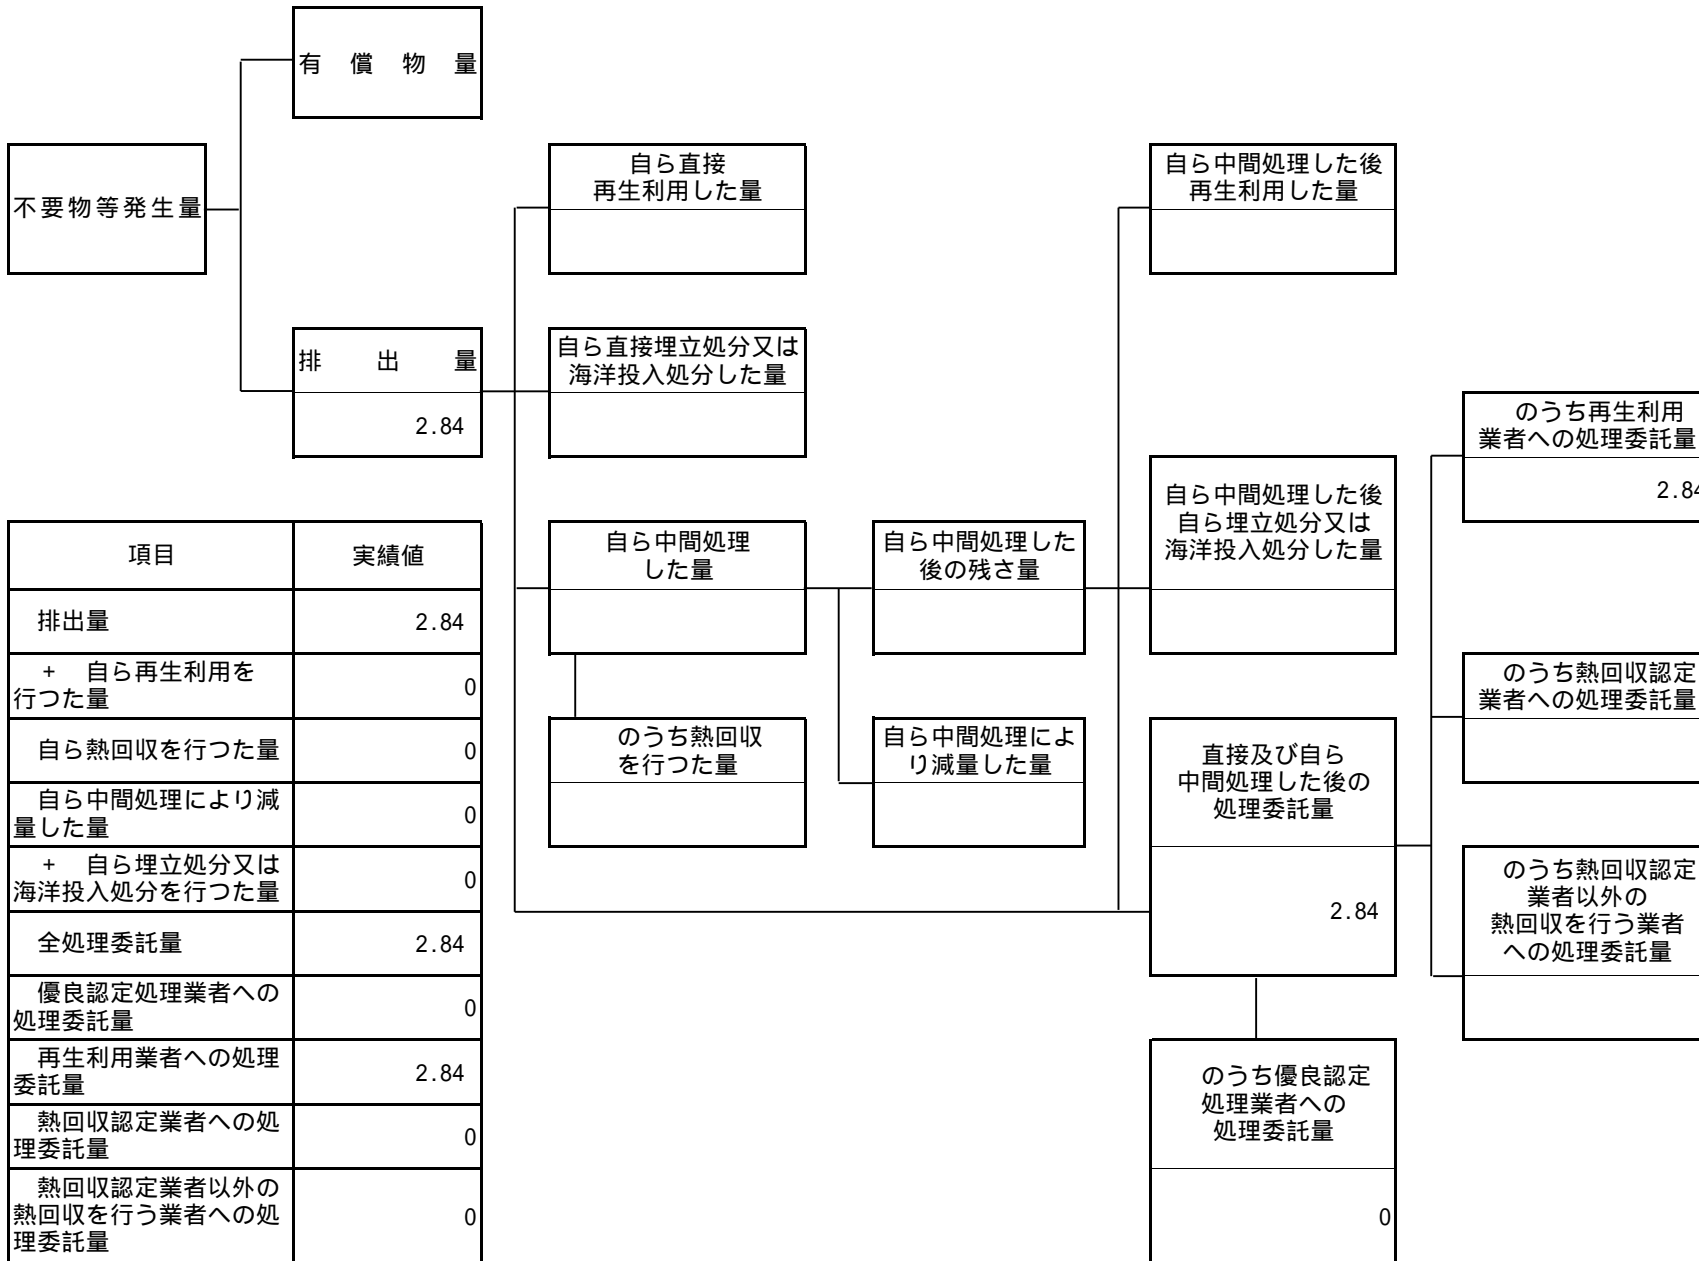 有償物量
不要物等発生量
自ら直接
再生利用した量
自ら中間処理した後
再生利用した量
排出量
2.84
自ら直接埋立処分又は
海洋投入処分した量
のうち再生利用
業者への処理委託量
2.84
自ら中間処理した後
自ら埋立処分又は
海洋投入処分した量
自ら中間処理
した量
自ら中間処理した
後の残さ量
のうち熱回収
を行つた量
自ら中間処理によ
り減量した量
直接及び自ら
中間処理した後の
処理委託量
2.84
のうち熱回収認定
業者への処理委託量
のうち熱回収認定
業者以外の
熱回収を行う業者
への処理委託量
のうち優良認定
処理業者への
処理委託量
0
項目 実績値
排出量 2.84
+ 自ら再生利用を
行つた量 0
自ら熱回収を行つた量 0
自ら中間処理により減
量した量 0
+ 自ら埋立処分又は
海洋投入処分を行つた量 0
全処理委託量 2.84
優良認定処理業者への
処理委託量 0
再生利用業者への処理
委託量 2.84
熱回収認定業者への処
理委託量 0
熱回収認定業者以外の
熱回収を行う業者への処
理委託量 0